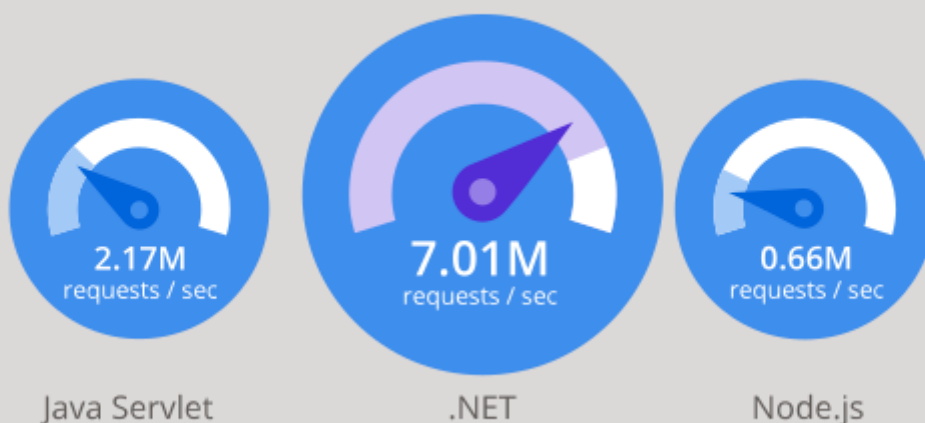 2.17M
requests / sec
Java Servlet
7.01M
requests / sec
.NET
0.66M
requests / sec
Node.js